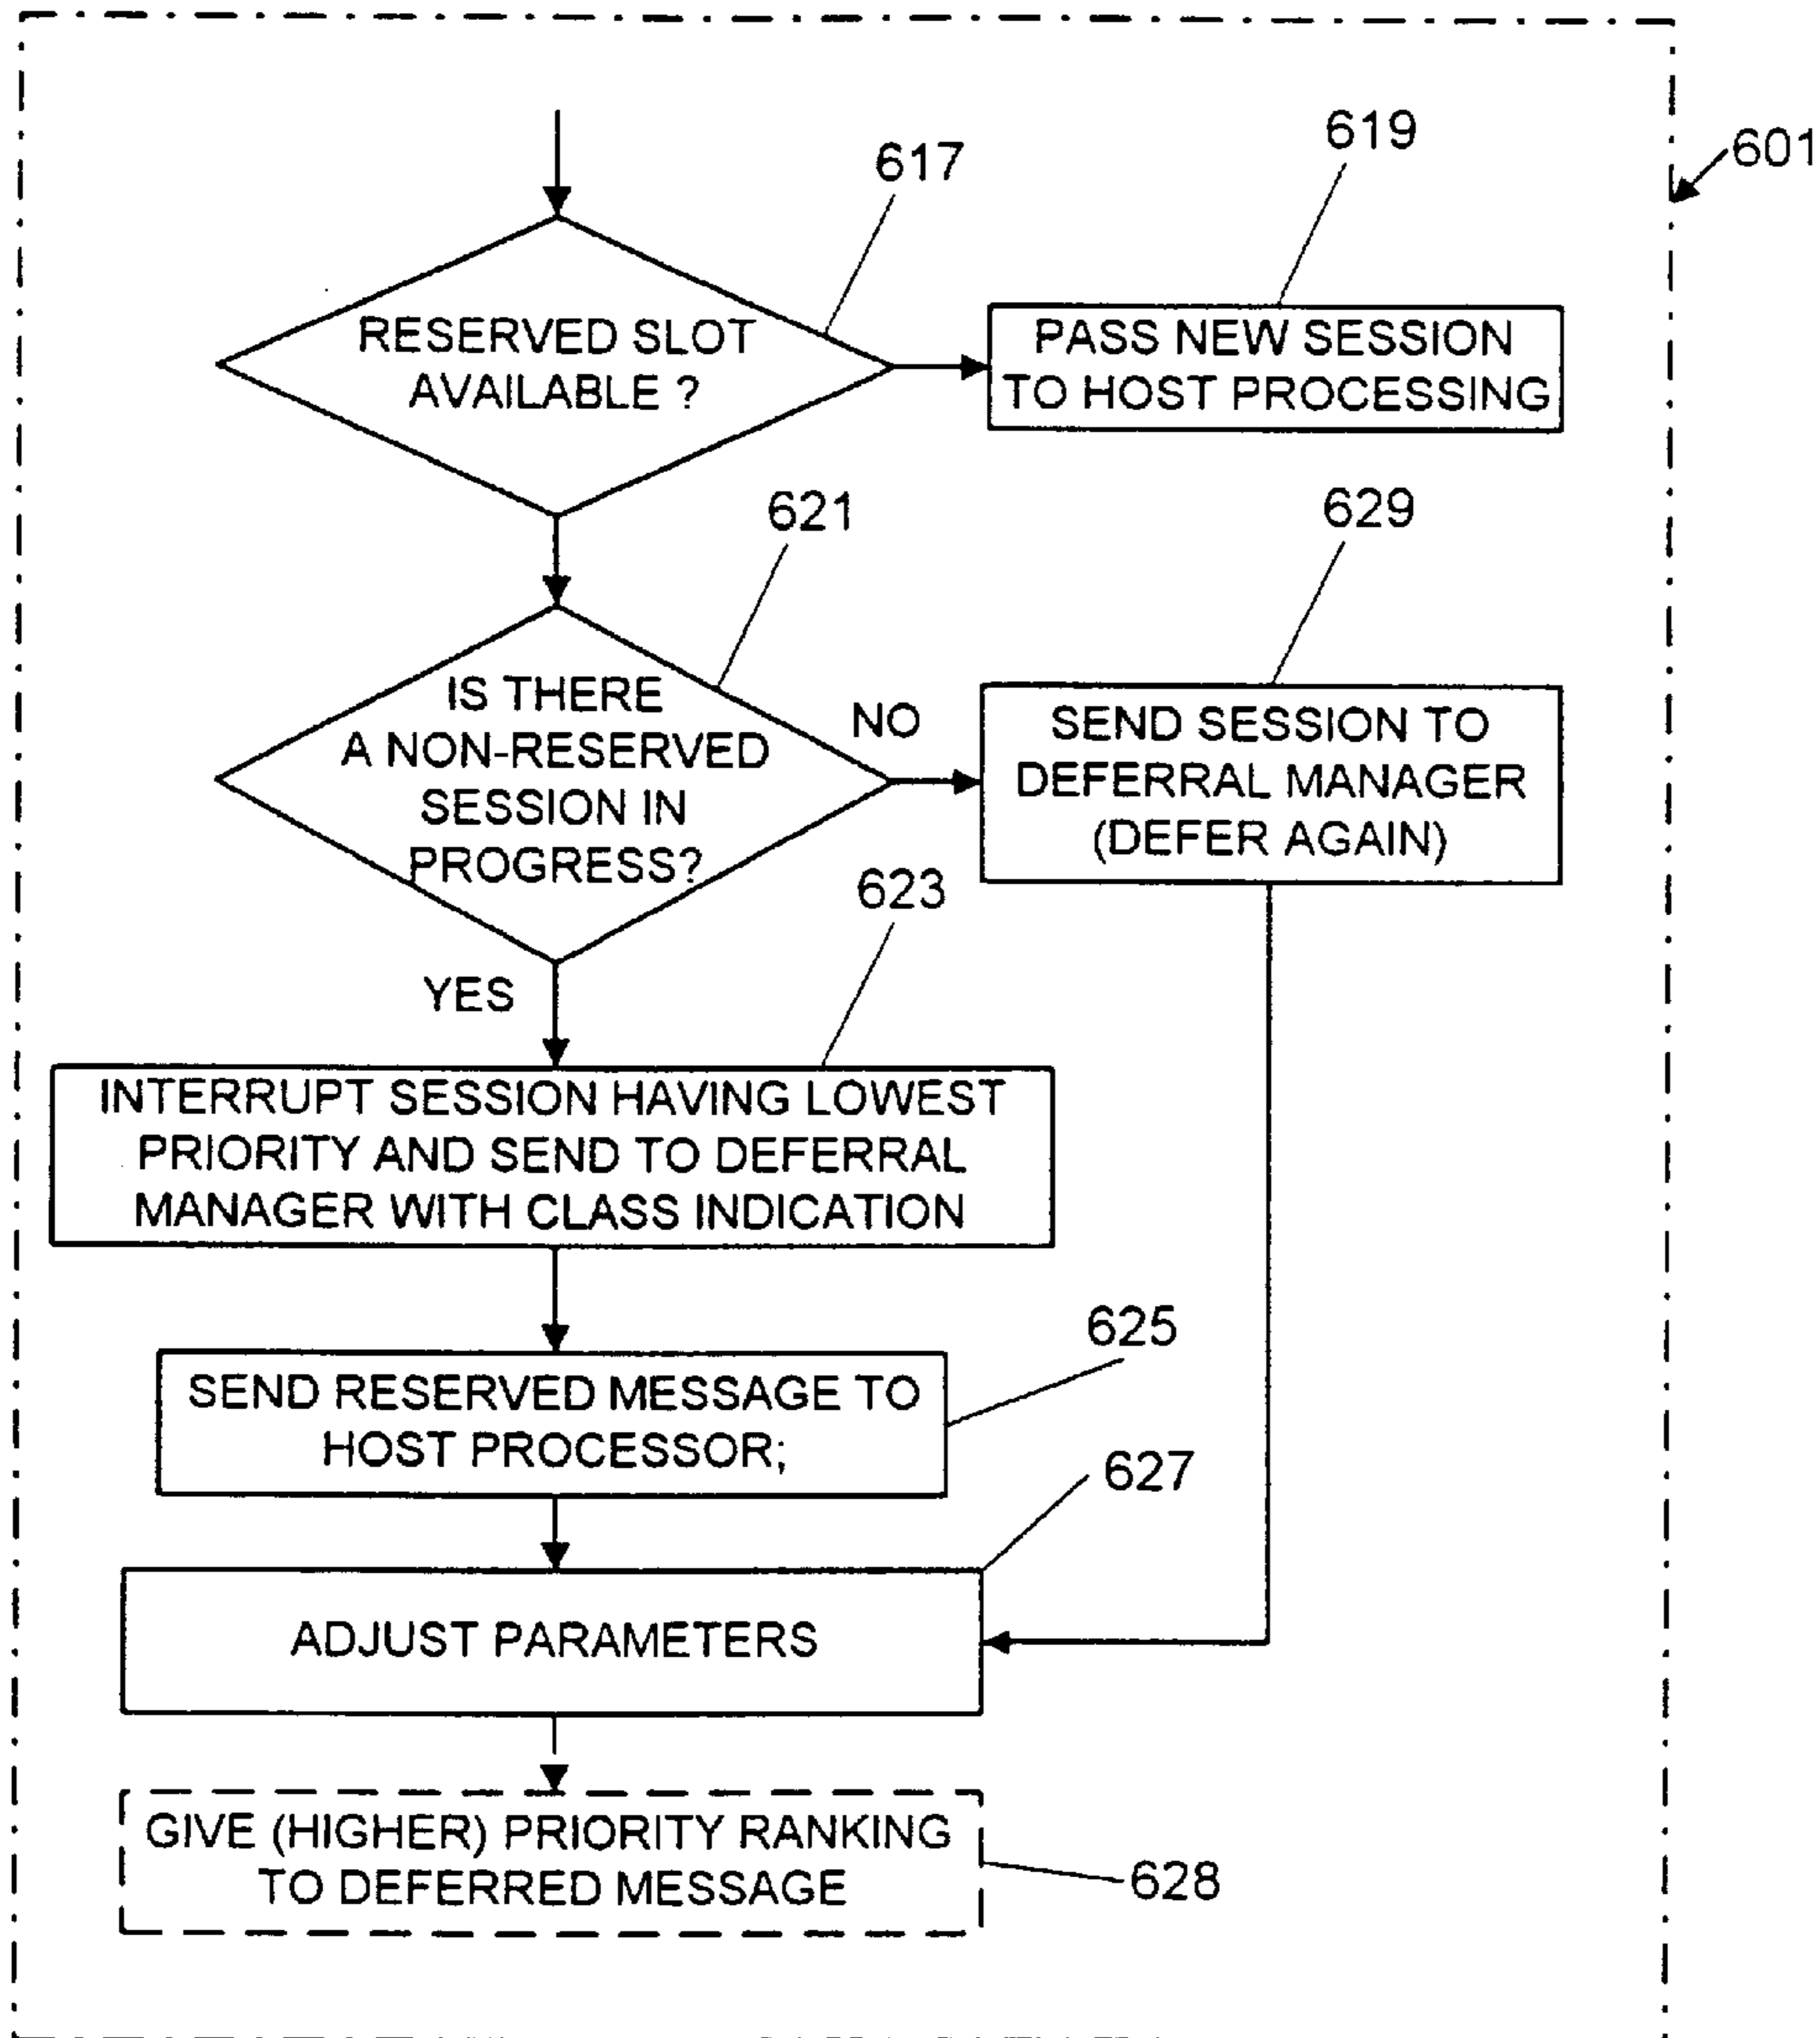 617
619
601
RESERVED SLOT
AVAILABLE ?
PASS NEW SESSION
TO HOST PROCESSING
621
629
IS THERE
A NON-RESERVED
SESSION IN
PROGRESS?
NO
SEND SESSION TO
DEFERRAL MANAGER
(DEFER AGAIN)
623
YES
INTERRUPT SESSION HAVING LOWEST
PRIORITY AND SEND TO DEFERRAL
MANAGER WITH CLASS INDICATION
625
SEND RESERVED MESSAGE TO
HOST PROCESSOR;
627
ADJUST PARAMETERS
GIVE (HIGHER) PRIORITY RANKING
TO DEFERRED MESSAGE
628